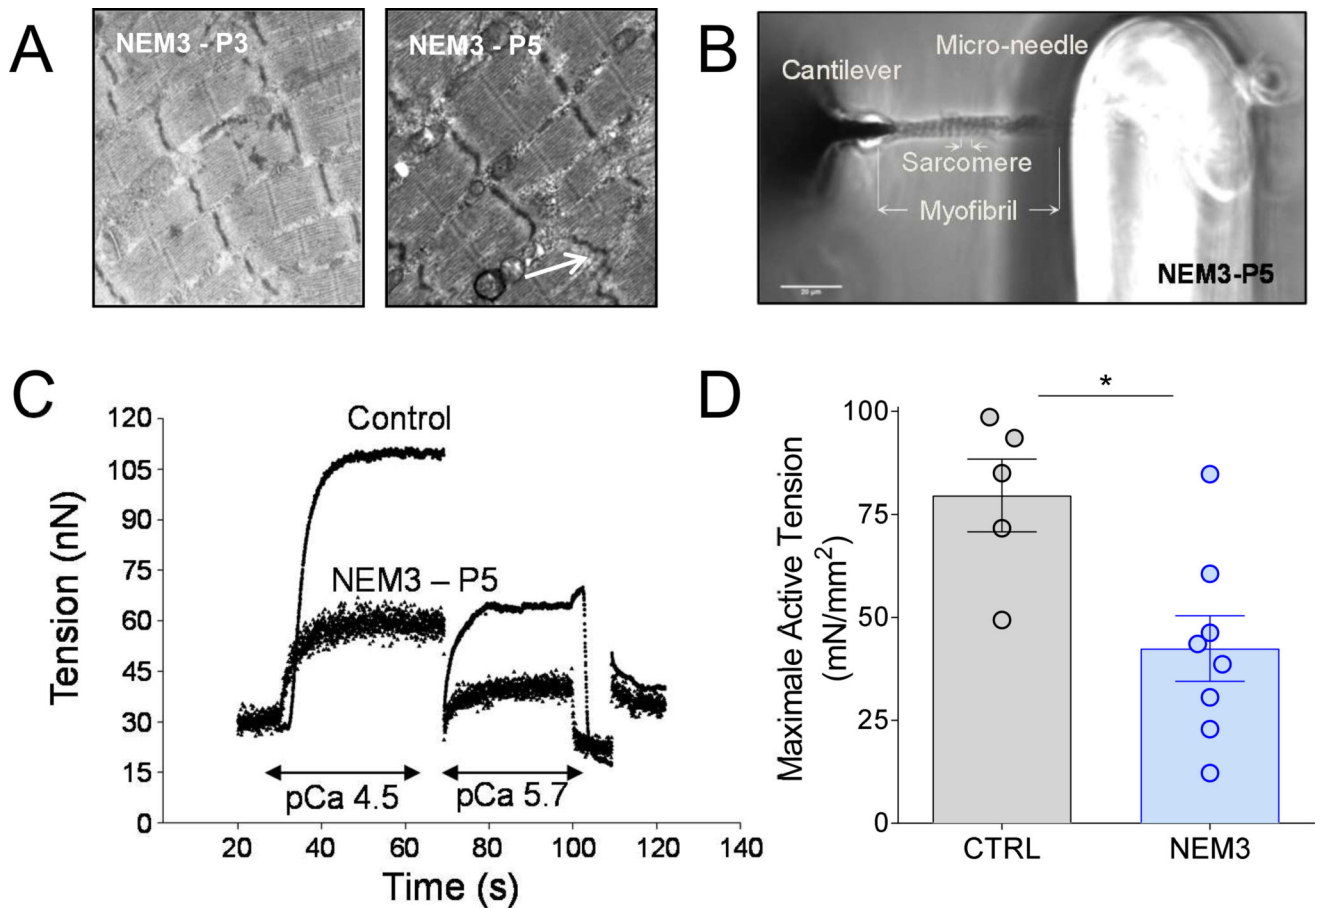 A
NEM3 - P3
NEM3 - P5
B
Cantilever
Micro-needle
Sarcomere
Myofibril
NEM3-P5
20 µm
C
Tension (nN)
120
105
90
75
60
45
30
15
0
Control
NEM3 – P5
pCa 4.5
pCa 5.7
20
40
60
80
100
120
140
Time (s)
D
Maximale Active Tension
(mN/mm²)
100
75
50
25
0
*
CTRL
NEM3